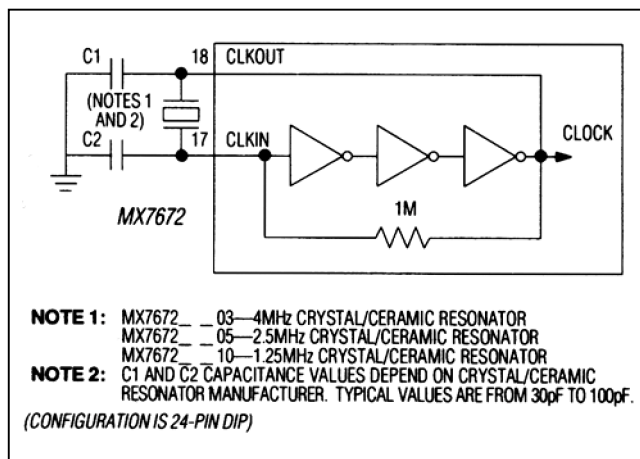 C1
18
CLKOUT
(NOTES 1
AND 2)
C2
17
CLKIN
CLOCK
MX7672
1M
NOTE 1: MX7672_ _ 03—4MHz CRYSTAL/CERAMIC RESONATOR
MX7672_ _ 05—2.5MHz CRYSTAL/CERAMIC RESONATOR
MX7672_ _ 10—1.25MHz CRYSTAL/CERAMIC RESONATOR
NOTE 2: C1 AND C2 CAPACITANCE VALUES DEPEND ON CRYSTAL/CERAMIC
RESONATOR MANUFACTURER. TYPICAL VALUES ARE FROM 30pF TO 100pF.
(CONFIGURATION IS 24-PIN DIP)